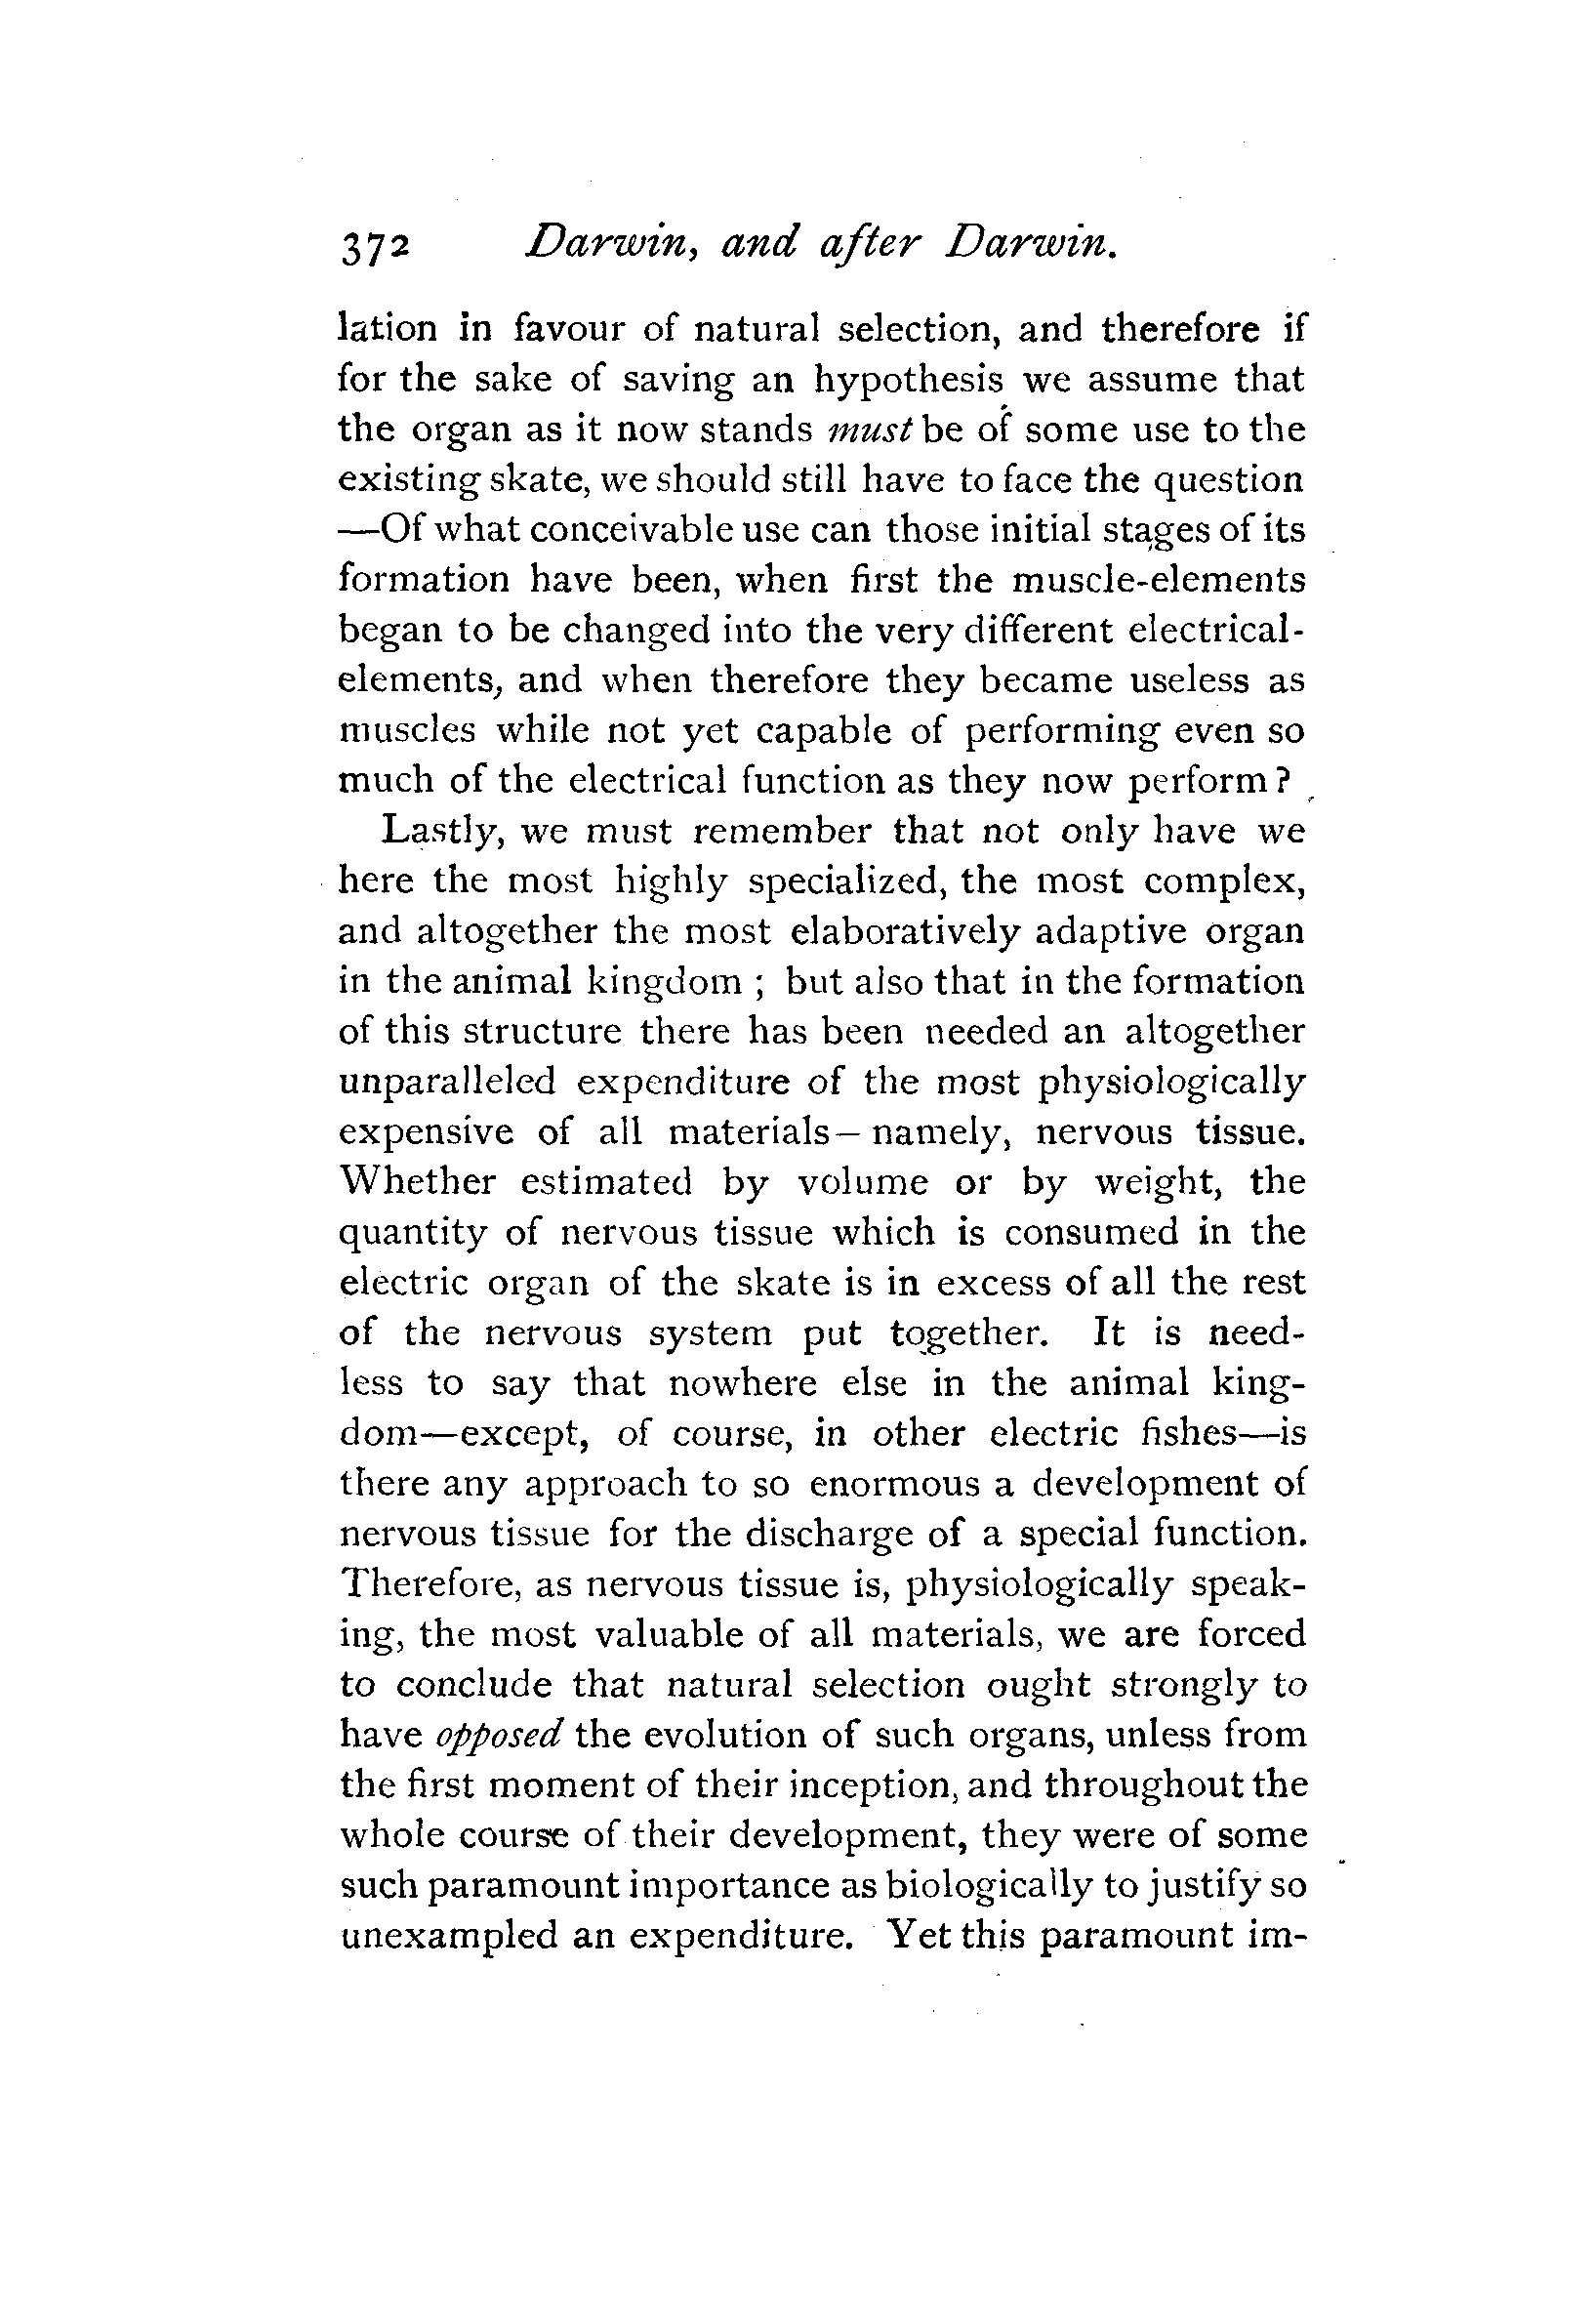 372 Darwin, and after Darwin.
lation in favour of natural selection, and therefore if
for the sake of saving an hypothesis we assume that
the organ as it now stands must be of some use to the
existing skate, we should still have to face the question
—Of what conceivable use can those initial stages of its
formation have been, when first the muscle-elements
began to be changed into the very different electrical-
elements, and when therefore they became useless as
muscles while not yet capable of performing even so
much of the electrical function as they now perform?
Lastly, we must remember that not only have we
here the most highly specialized, the most complex,
and altogether the most elaboratively adaptive organ
in the animal kingdom ; but also that in the formation
of this structure there has been needed an altogether
unparalleled expenditure of the most physiologically
expensive of all materials—namely, nervous tissue.
Whether estimated by volume or by weight, the
quantity of nervous tissue which is consumed in the
electric organ of the skate is in excess of all the rest
of the nervous system put together. It is need-
less to say that nowhere else in the animal king-
dom—except, of course, in other electric fishes—is
there any approach to so enormous a development of
nervous tissue for the discharge of a special function.
Therefore, as nervous tissue is, physiologically speak-
ing, the most valuable of all materials, we are forced
to conclude that natural selection ought strongly to
have opposed the evolution of such organs, unless from
the first moment of their inception, and throughout the
whole course of their development, they were of some
such paramount importance as biologically to justify so
unexampled an expenditure. Yet this paramount im-